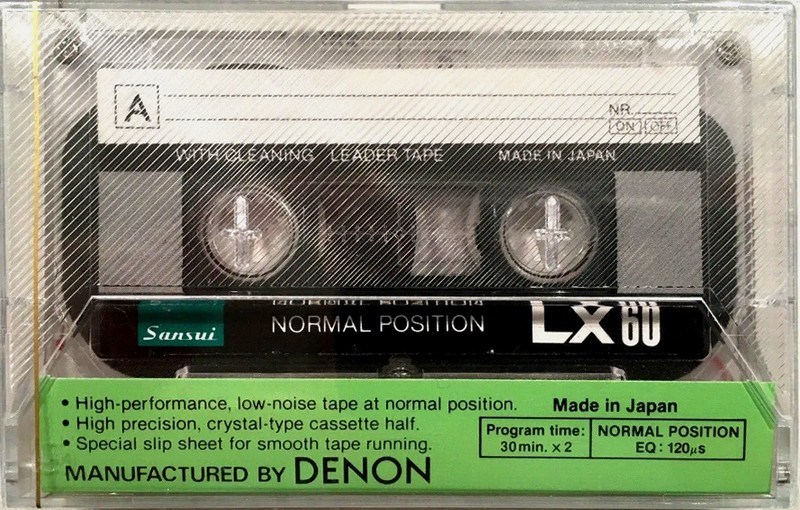 A
NR.
ON OFF
WITH CLEANING LEADER TAPE MADE IN JAPAN
Sansui
NORMAL POSITION
LX 60
• High-performance, low-noise tape at normal position. Made in Japan
• High precision, crystal-type cassette half.
• Special slip sheet for smooth tape running.
Program time:
30 min. x 2
NORMAL POSITION
EQ : 120μs
MANUFACTURED BY DENON